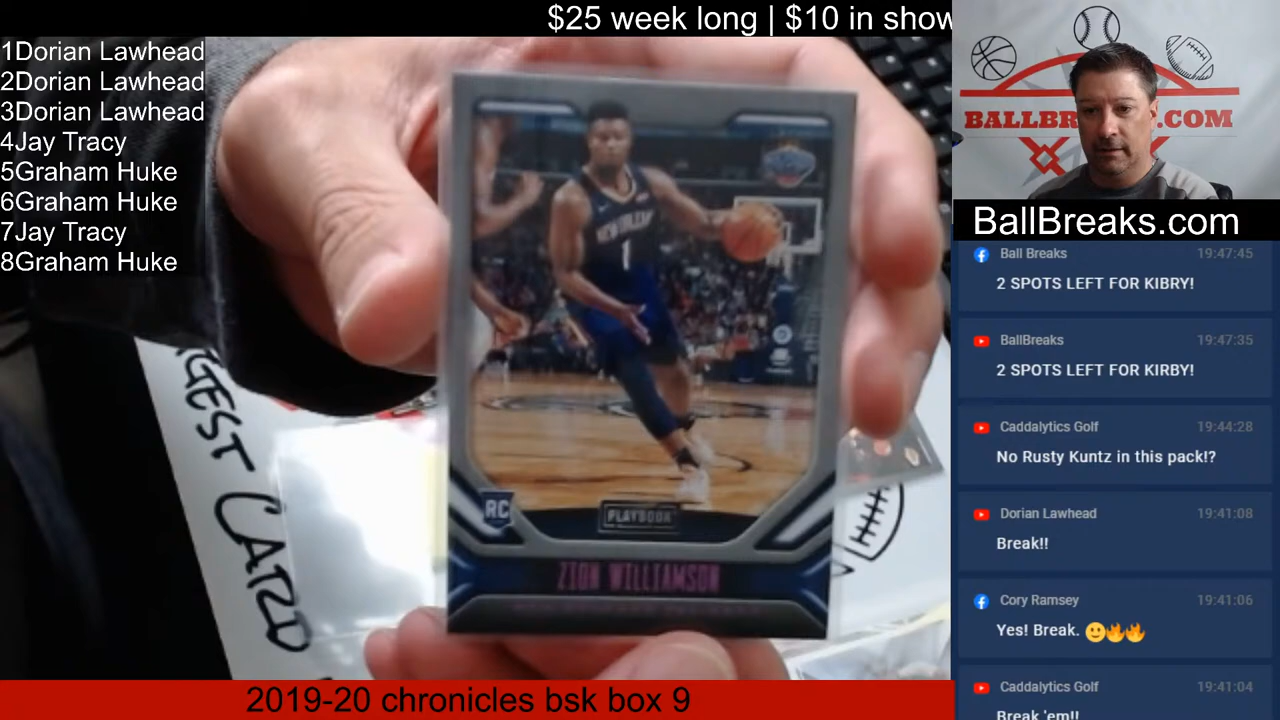 $25 week long | $10 in show
1Dorian Lawhead
2Dorian Lawhead
3Dorian Lawhead
4Jay Tracy
5Graham Huke
6Graham Huke
7Jay Tracy
8Graham Huke
NEW ORLEANS
1
RC
PLAYBOOK
ZION WILLIAMSON
CARD
2019-20 chronicles bsk box 9
BALLBR .COM
BallBreaks.com
Ball Breaks 19:47:45
2 SPOTS LEFT FOR KIBRY!
BallBreaks 19:47:35
2 SPOTS LEFT FOR KIRBY!
Caddalytics Golf 19:44:28
No Rusty Kuntz in this pack!?
Dorian Lawhead 19:41:08
Break!!
Cory Ramsey 19:41:06
Yes! Break. 🙂🔥🔥
Caddalytics Golf 19:41:04
Break 'em!!